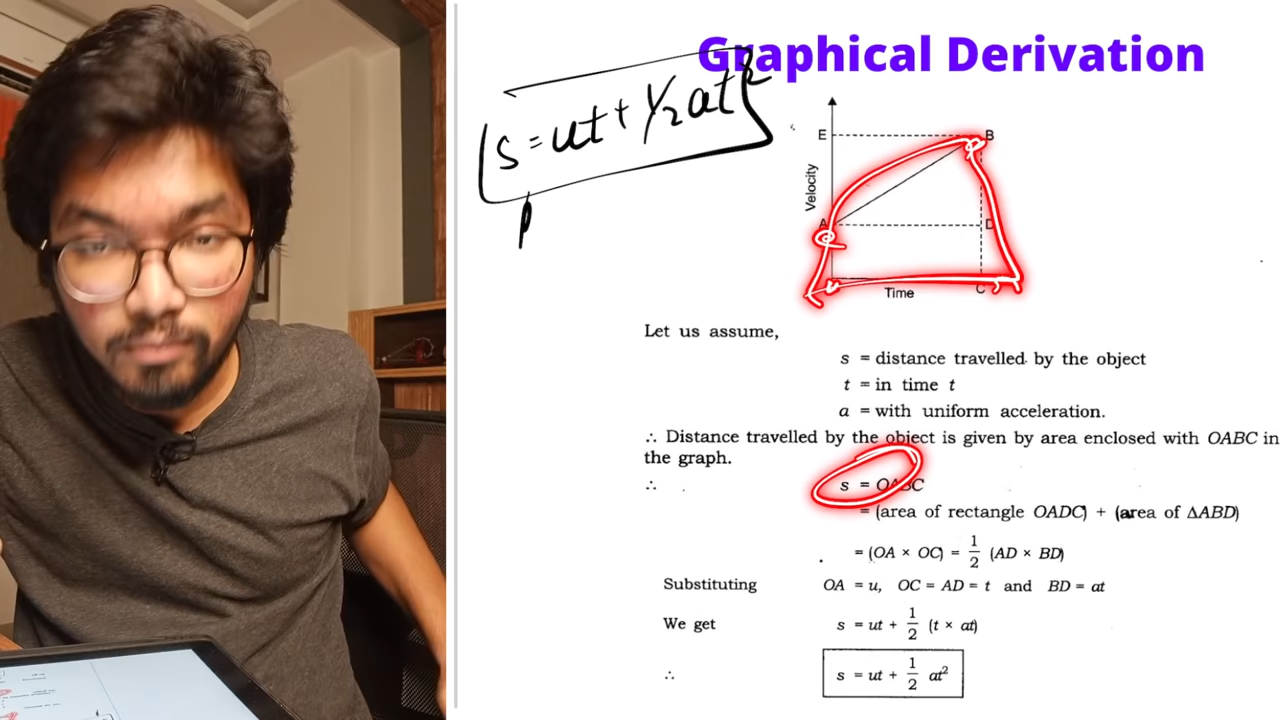 Graphical Derivation
s = ut + 1/2 at²
E
B
Velocity
A
D
C
Time
Let us assume,
s = distance travelled by the object
t = in time t
a = with uniform acceleration.
∴ Distance travelled by the object is given by area enclosed with OABC in
the graph.
∴ s = OABC
= (area of rectangle OADC) + (area of ΔABD)
= (OA × OC) = 1/2 (AD × BD)
Substituting OA = u, OC = AD = t and BD = at
We get s = ut + 1/2 (t × at)
∴ s = ut + 1/2 at²